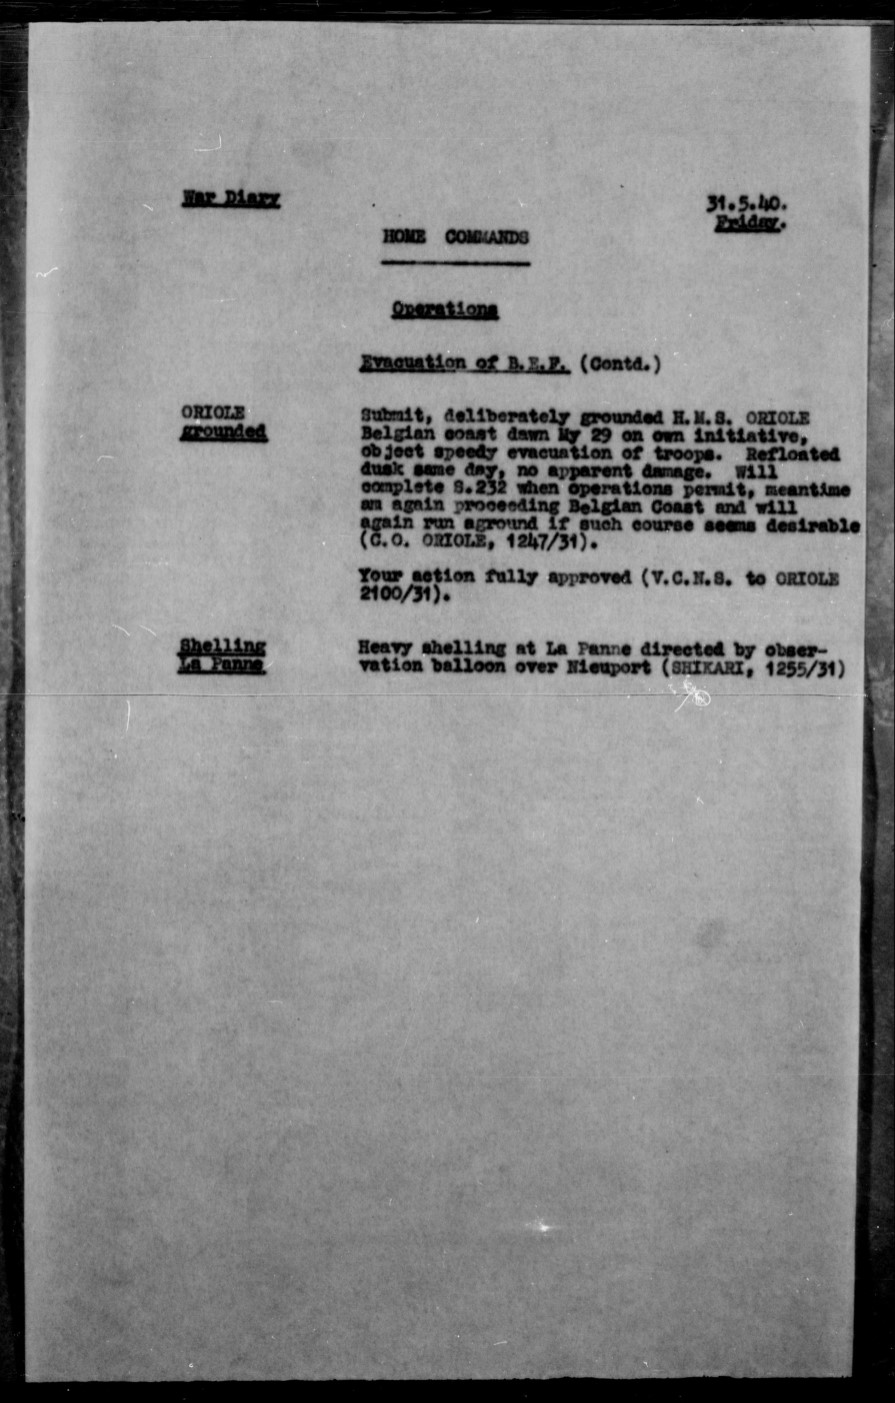 War Diary
31.5.40.
Friday.
HOME COMMANDS
Operations
Evacuation of B.E.F. (Contd.)
ORIOLE
grounded
Submit, deliberately grounded H.M.S. ORIOLE
Belgian coast dawn My 29 on own initiative,
object speedy evacuation of troops. Refloated
dusk same day, no apparent damage. Will
complete S.232 when operations permit, meantime
am again proceeding Belgian Coast and will
again run aground if such course seems desirable
(C.O. ORIOLE, 1247/31).
Your action fully approved (V.C.N.S. to ORIOLE
2100/31).
Shelling
La Panne
Heavy shelling at La Panne directed by obser-
vation balloon over Nieuport (SHIKARI, 1255/31)